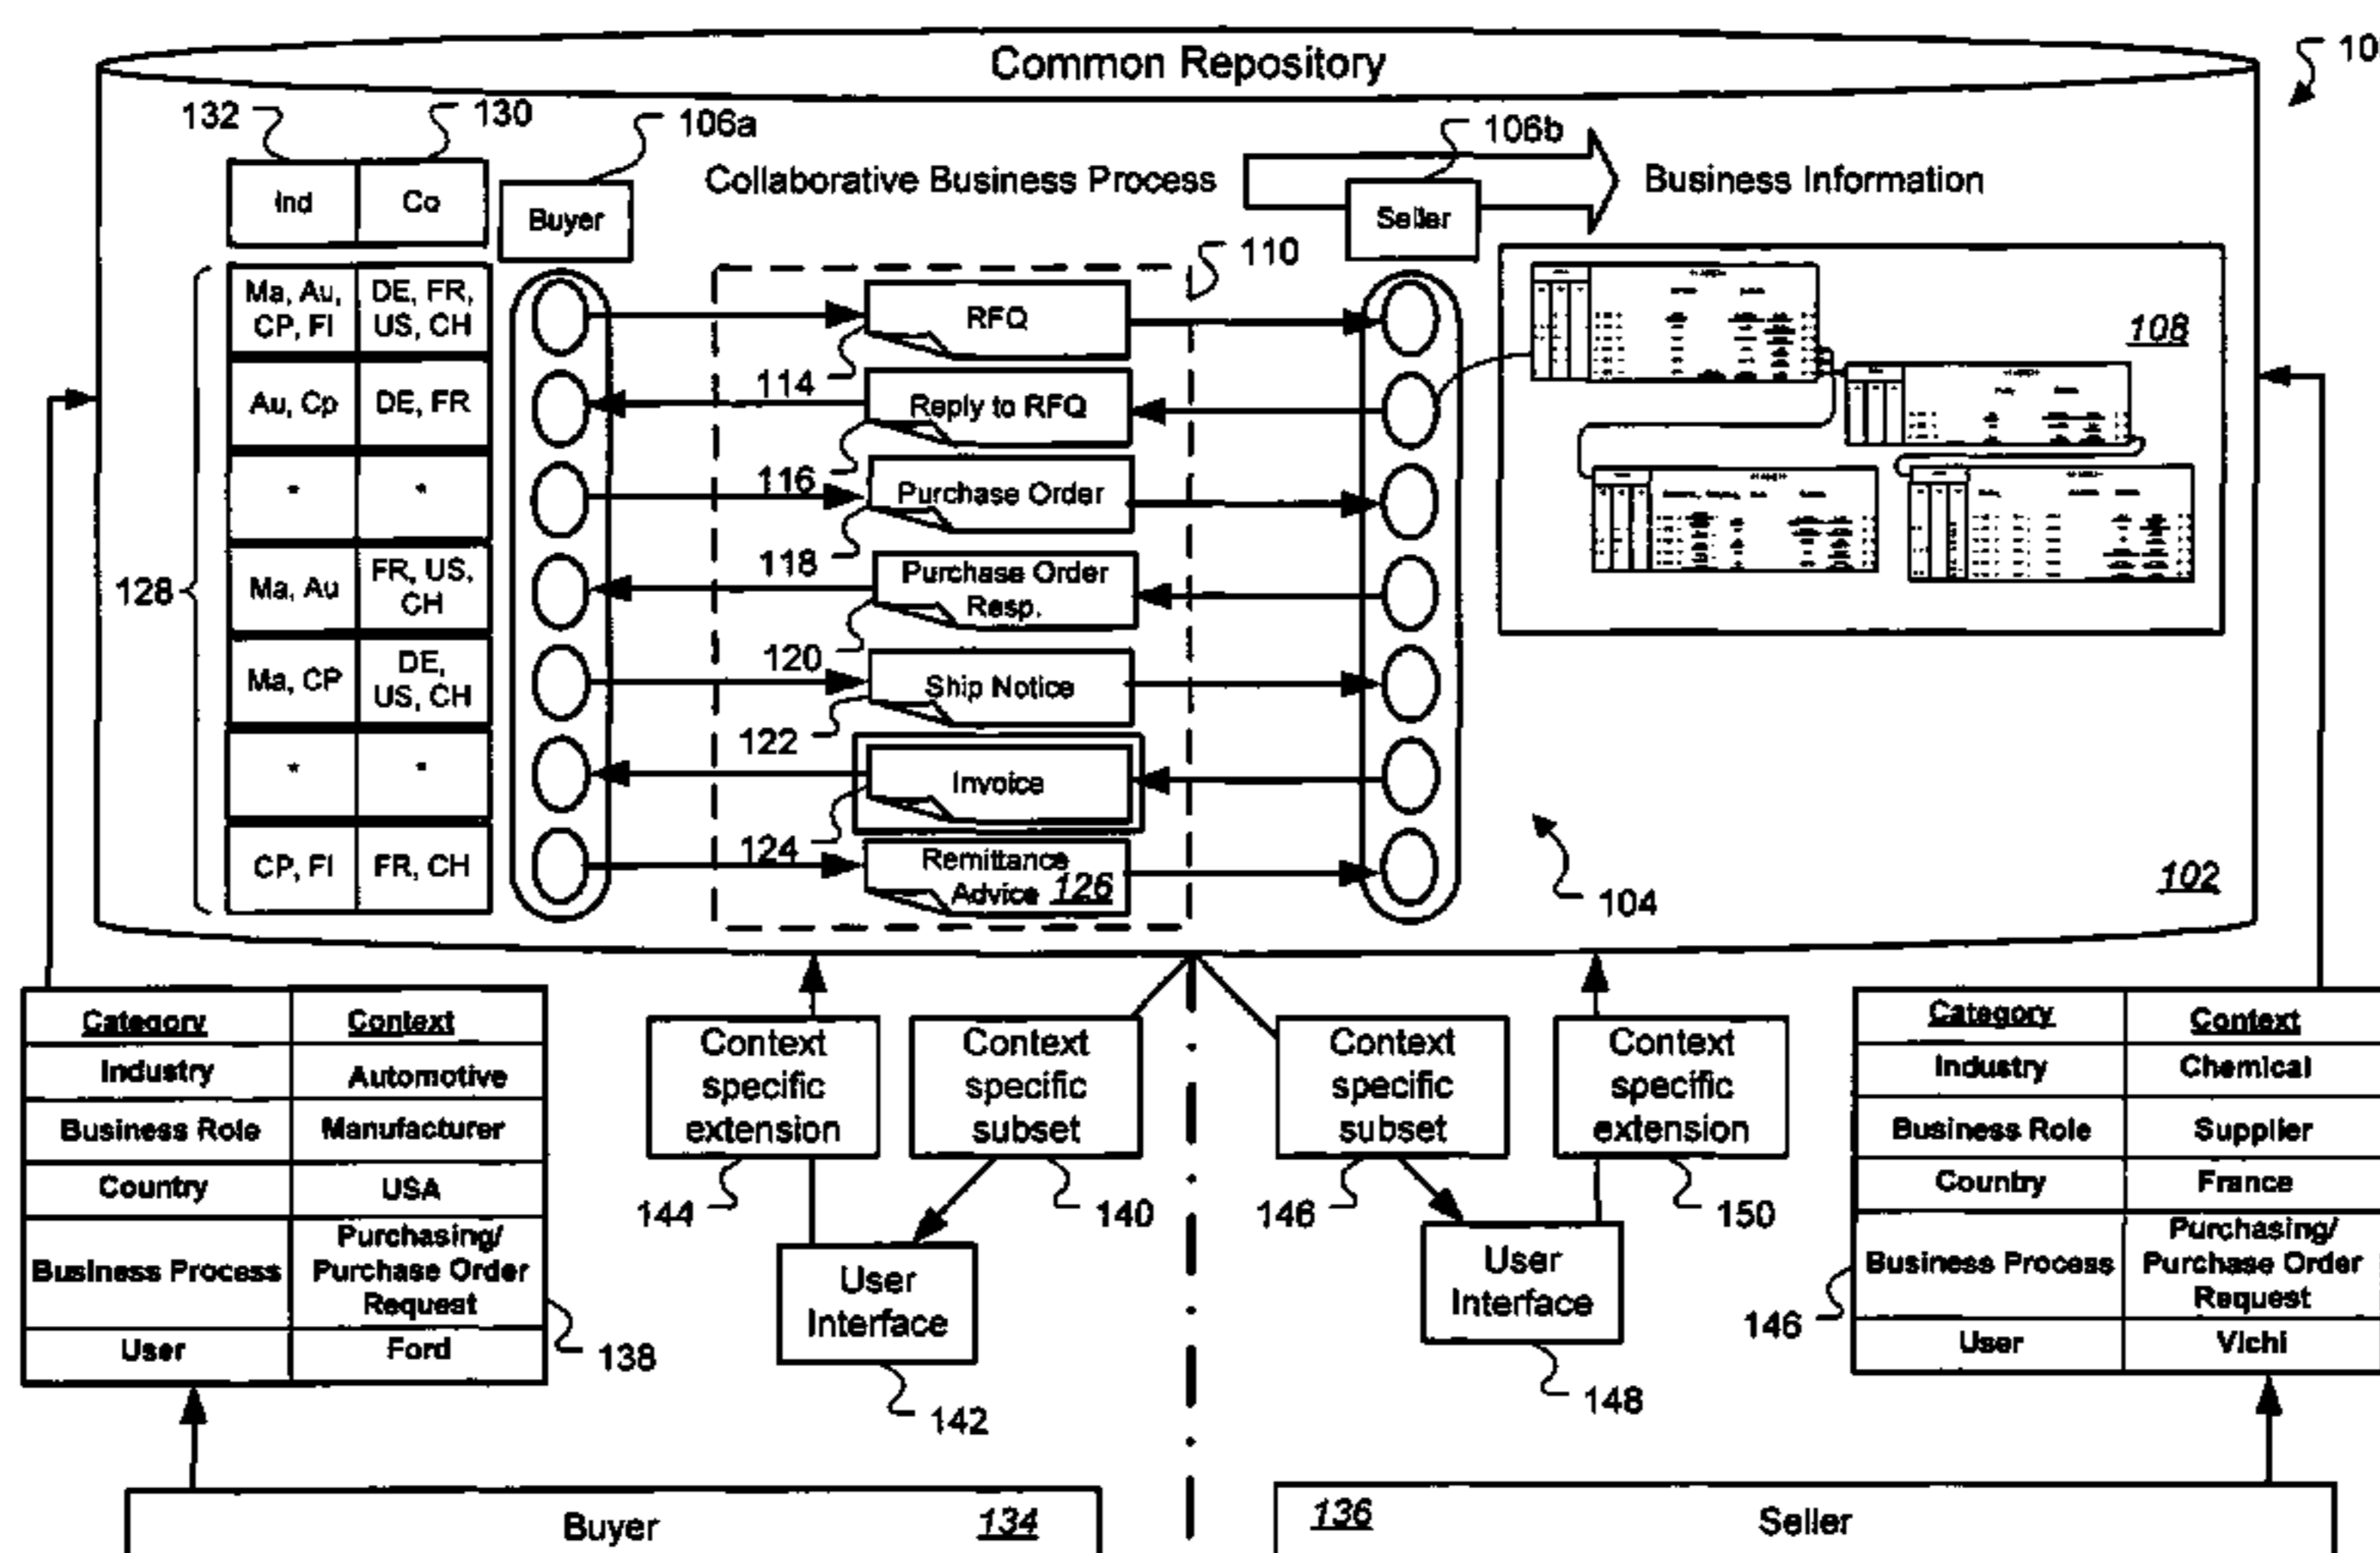 Common Repository
10
132
130
106a
106b
Ind
Co
Buyer
Collaborative Business Process
Seller
Business Information
110
108
Ma, Au,
CP, FI
DE, FR,
US, CH
RFQ
114
Au, Cp
DE, FR
Reply to RFQ
116
*
*
Purchase Order
118
128
Ma, Au
FR, US,
CH
Purchase Order
Resp.
120
Ma, CP
DE,
US, CH
Ship Notice
122
*
*
Invoice
124
CP, FI
FR, CH
Remittance
Advice 126
104
102
Category
Context
Industry
Automotive
Business Role
Manufacturer
Country
USA
Business Process
Purchasing/
Purchase Order
Request
User
Ford
138
Context
specific
extension
144
Context
specific
subset
140
User
Interface
142
Context
specific
subset
146
Context
specific
extension
150
User
Interface
148
Category
Context
Industry
Chemical
Business Role
Supplier
Country
France
Business Process
Purchasing/
Purchase Order
Request
146
User
Vichi
Buyer
134
136
Seller